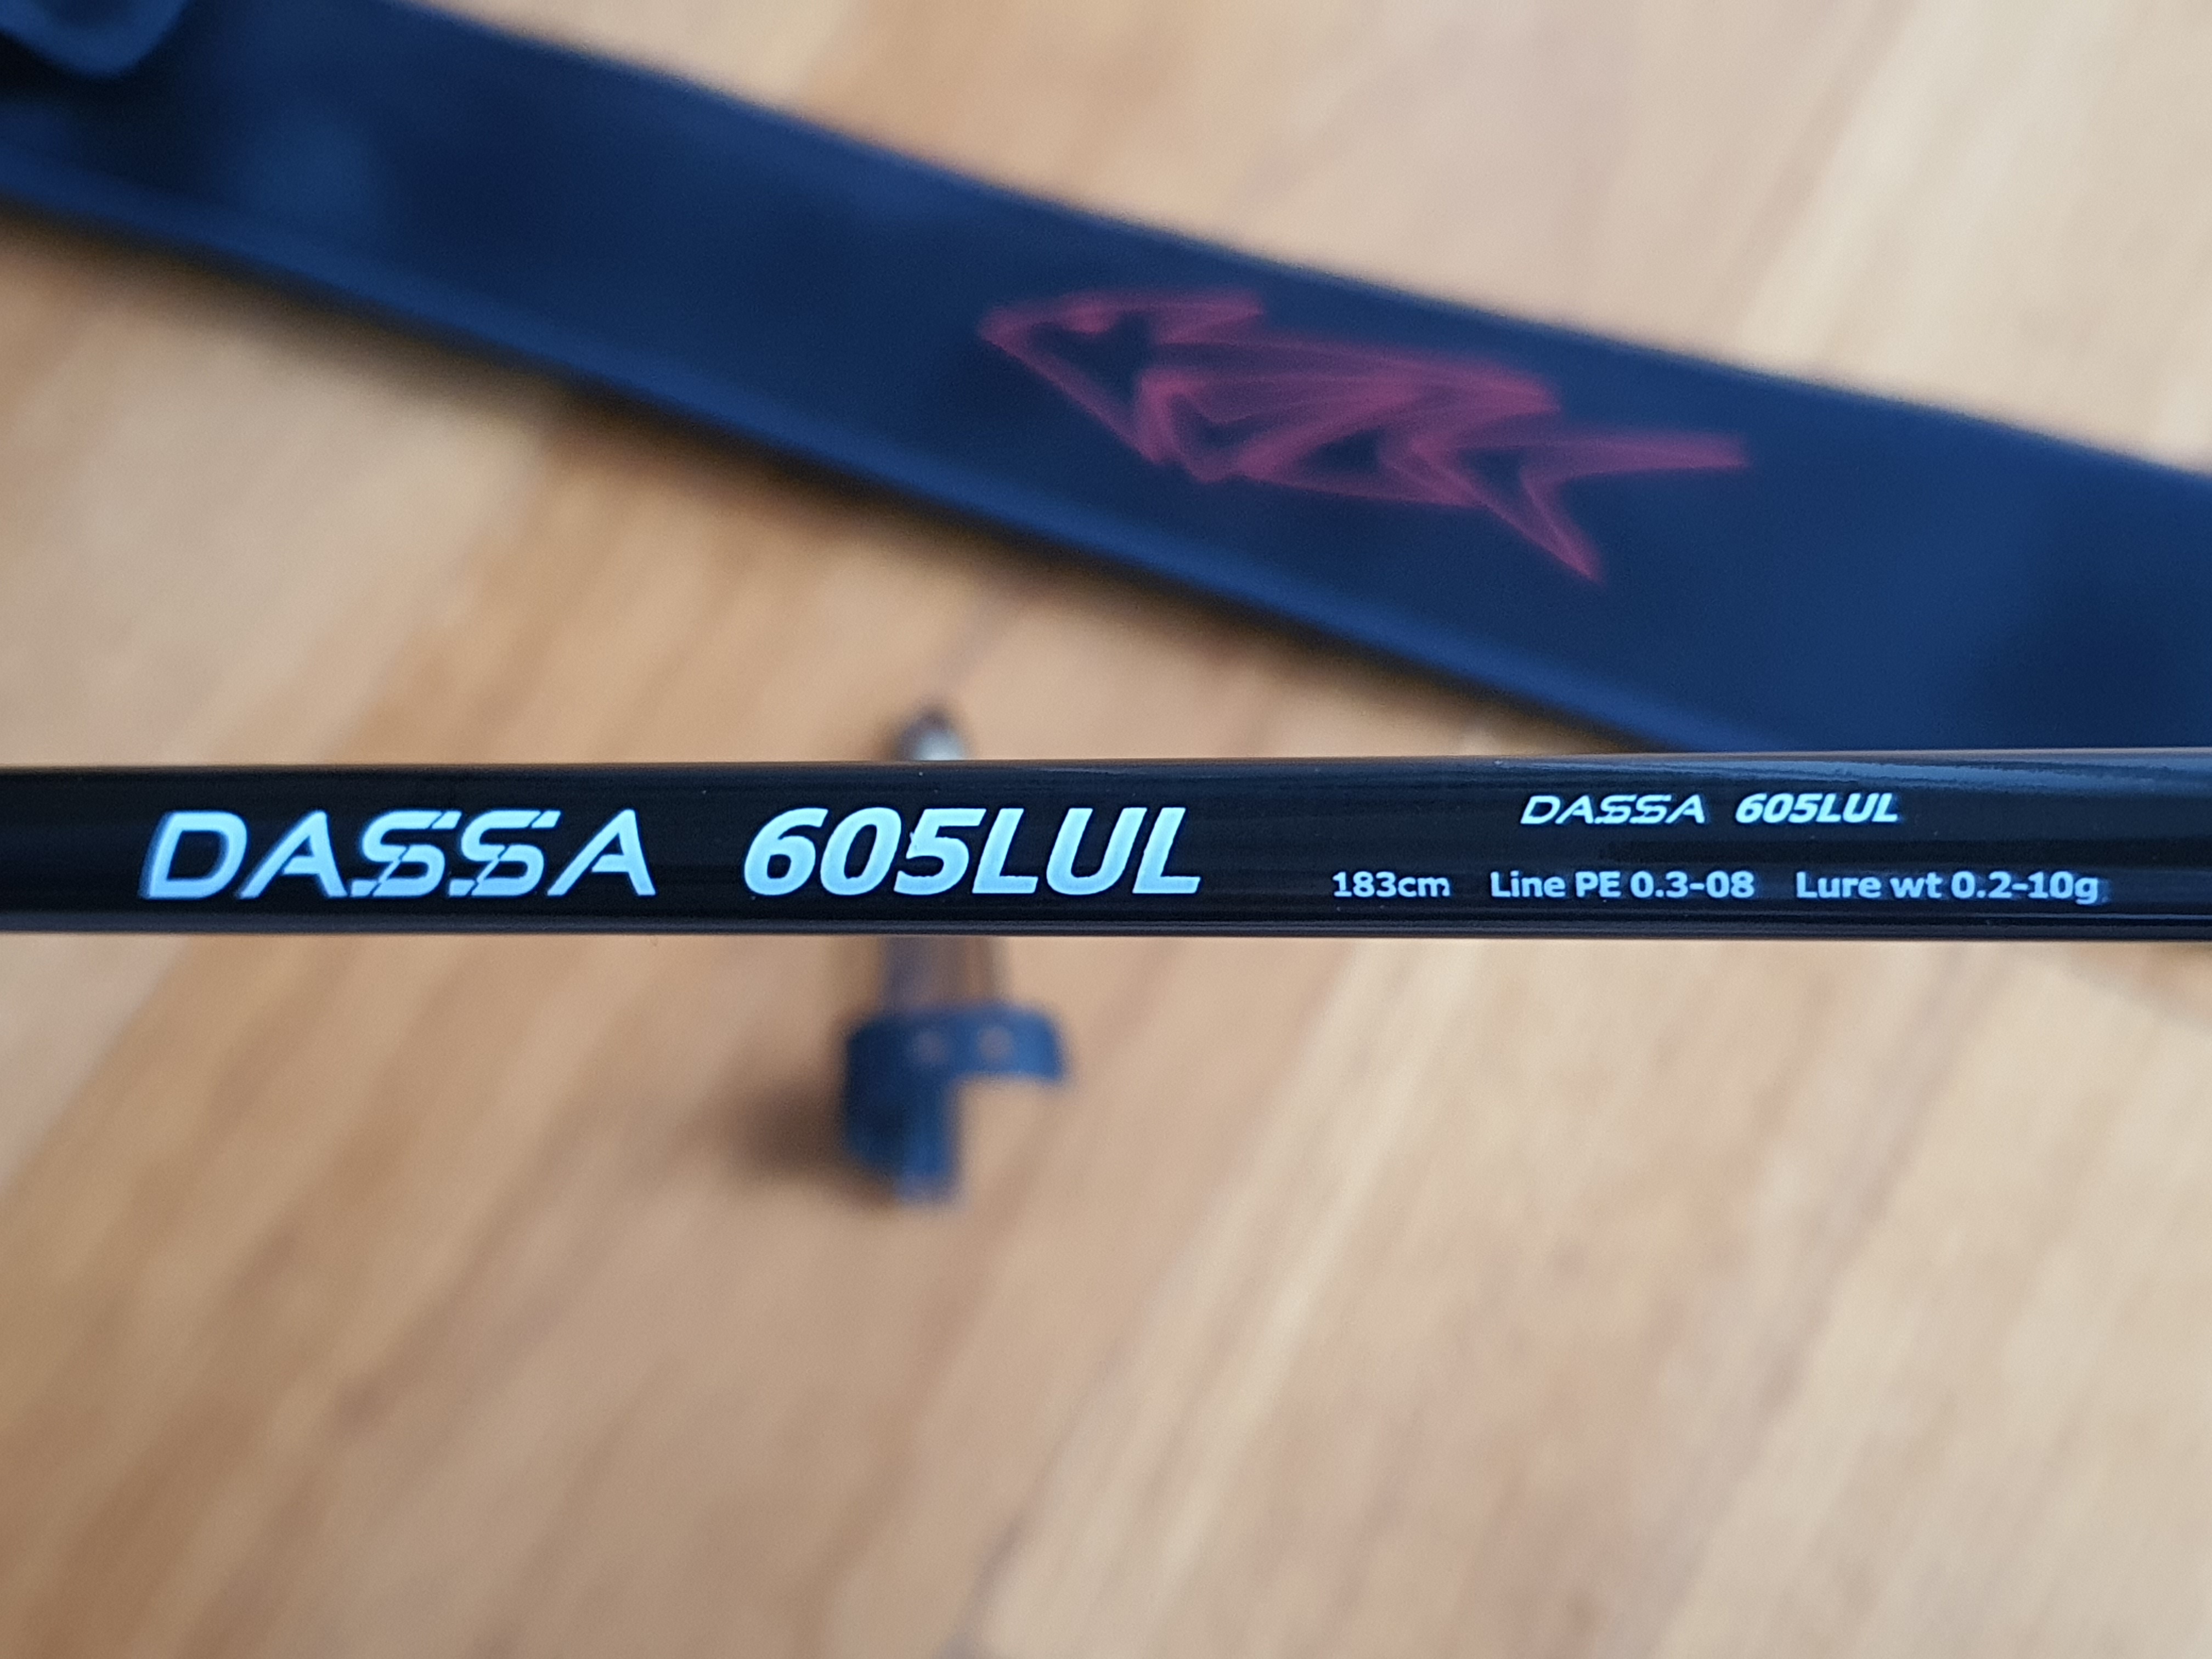 DASSA 605LUL
DASSA 605LUL
183cm Line PE 0.3-08 Lure wt 0.2-10g